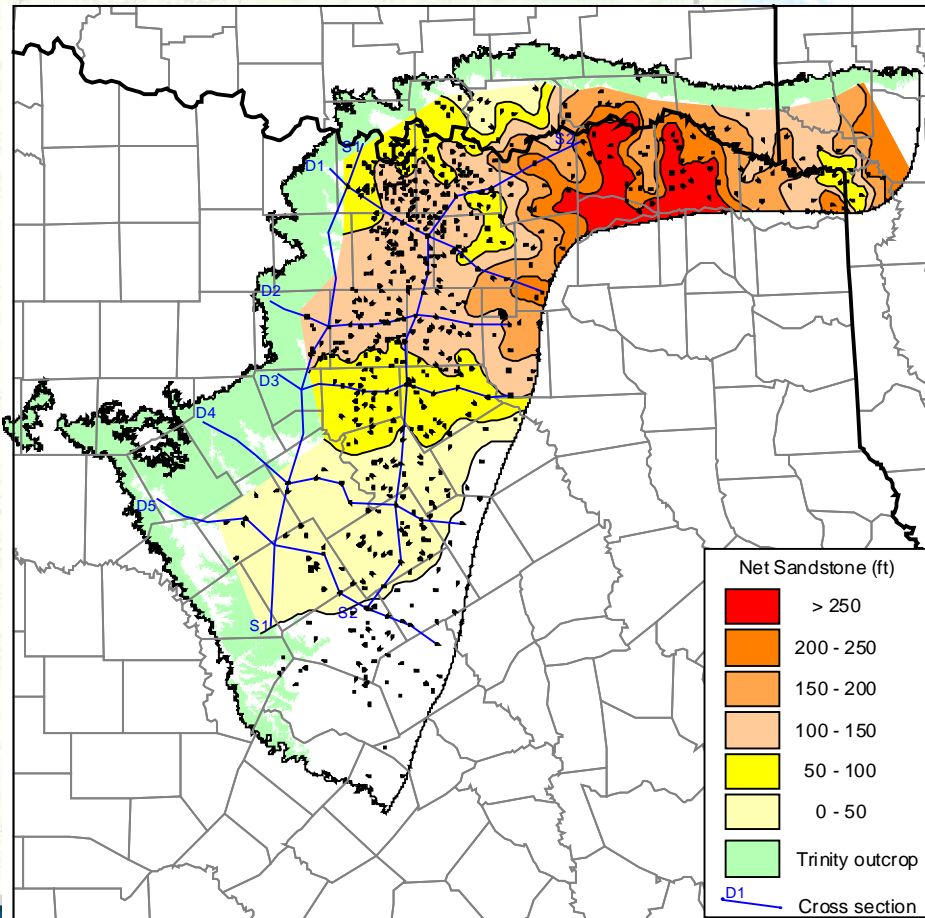 S1
S2
D1
D2
D3
D4
D5
S1
S2
Net Sandstone (ft)
> 250
200 - 250
150 - 200
100 - 150
50 - 100
0 - 50
Trinity outcrop
D1
Cross section